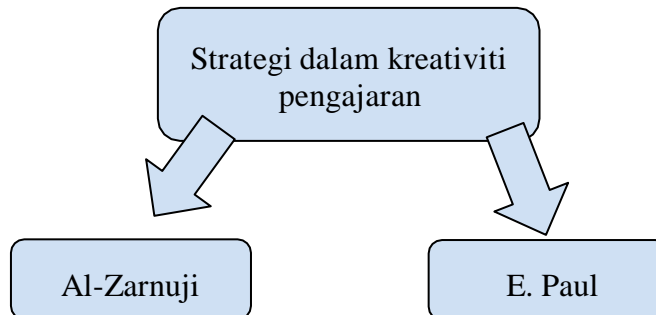 Strategi dalam kreativiti
pengajaran
Al-Zarnuji
E. Paul